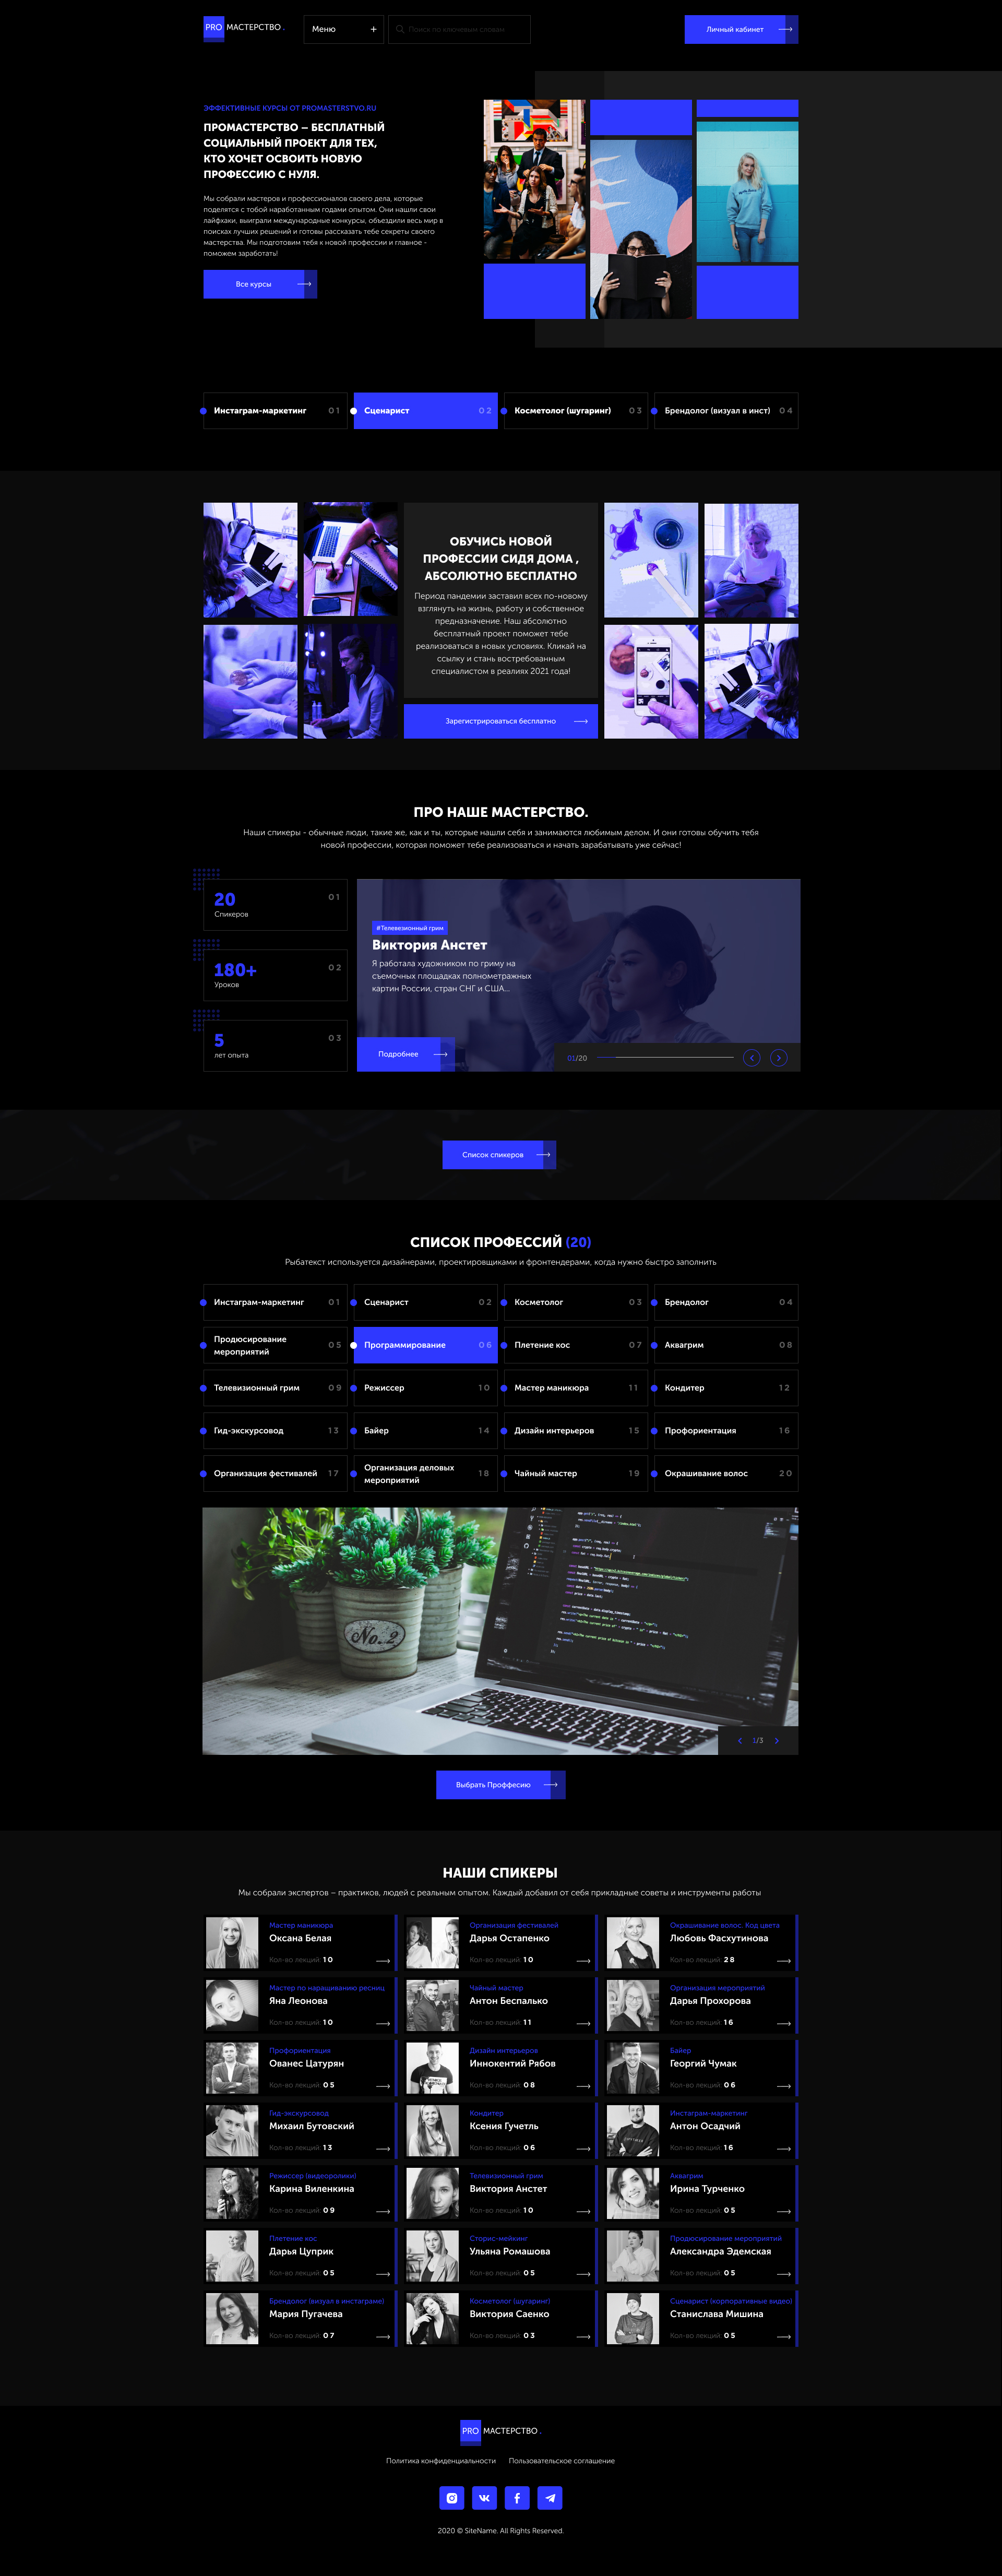 PRO МАСТЕРСТВО .
Меню +
Поиск по ключевым словам
Личный кабинет
ЭФФЕКТИВНЫЕ КУРСЫ ОТ PROMASTERSTVO.RU
ПРОМАСТЕРСТВО – БЕСПЛАТНЫЙ
СОЦИАЛЬНЫЙ ПРОЕКТ ДЛЯ ТЕХ,
КТО ХОЧЕТ ОСВОИТЬ НОВУЮ
ПРОФЕССИЮ С НУЛЯ.
Мы собрали мастеров и профессионалов своего дела, которые
поделятся с тобой наработанным годами опытом. Они нашли свои
лайфхаки, выиграли международные конкурсы, объездили весь мир в
поисках лучших решений и готовы рассказать тебе секреты своего
мастерства. Мы подготовим тебя к новой профессии и главное -
поможем заработать!
Все курсы
Инстаграм-маркетинг 01
Сценарист 02
Косметолог (шугаринг) 03
Брендолог (визуал в инст) 04
ОБУЧИСЬ НОВОЙ
ПРОФЕССИИ СИДЯ ДОМА ,
АБСОЛЮТНО БЕСПЛАТНО
Период пандемии заставил всех по-новому
взглянуть на жизнь, работу и собственное
предназначение. Наш абсолютно
бесплатный проект поможет тебе
реализоваться в новых условиях. Кликай на
ссылку и стань востребованным
специалистом в реалиях 2021 года!
Зарегистрироваться бесплатно
ПРО НАШЕ МАСТЕРСТВО.
Наши спикеры - обычные люди, такие же, как и ты, которые нашли себя и занимаются любимым делом. И они готовы обучить тебя
новой профессии, которая поможет тебе реализоваться и начать зарабатывать уже сейчас!
20 01
Спикеров
180+ 02
Уроков
5 03
лет опыта
#Телевезионный грим
Виктория Анстет
Я работала художником по гриму на
съемочных площадках полнометражных
картин России, стран СНГ и США...
Подробнее
01/20
Список спикеров
СПИСОК ПРОФЕССИЙ (20)
Рыбатекст используется дизайнерами, проектировщиками и фронтендерами, когда нужно быстро заполнить
Инстаграм-маркетинг 01
Сценарист 02
Косметолог 03
Брендолог 04
Продюсирование
мероприятий 05
Программирование 06
Плетение кос 07
Аквагрим 08
Телевизионный грим 09
Режиссер 10
Мастер маникюра 11
Кондитер 12
Гид-экскурсовод 13
Байер 14
Дизайн интерьеров 15
Профориентация 16
Организация фестивалей 17
Организация деловых
мероприятий 18
Чайный мастер 19
Окрашивание волос 20
No. 2
1/3
Выбрать Проффесию
НАШИ СПИКЕРЫ
Мы собрали экспертов – практиков, людей с реальным опытом. Каждый добавил от себя прикладные советы и инструменты работы
Мастер маникюра
Оксана Белая
Кол-во лекций: 10
Организация фестивалей
Дарья Остапенко
Кол-во лекций: 10
Окрашивание волос. Код цвета
Любовь Фасхутинова
Кол-во лекций: 28
Мастер по наращиванию ресниц
Яна Леонова
Кол-во лекций: 10
Чайный мастер
Антон Беспалько
Кол-во лекций: 11
Организация мероприятий
Дарья Прохорова
Кол-во лекций: 16
Профориентация
Ованес Цатурян
Кол-во лекций: 05
Дизайн интерьеров
Иннокентий Рябов
Кол-во лекций: 08
Байер
Георгий Чумак
Кол-во лекций: 06
Гид-экскурсовод
Михаил Бутовский
Кол-во лекций: 13
Кондитер
Ксения Гучетль
Кол-во лекций: 06
Инстаграм-маркетинг
Антон Осадчий
Кол-во лекций: 16
Режиссер (видеоролики)
Карина Виленкина
Кол-во лекций: 09
Телевизионный грим
Виктория Анстет
Кол-во лекций: 10
Аквагрим
Ирина Турченко
Кол-во лекций: 05
Плетение кос
Дарья Цуприк
Кол-во лекций: 05
Сторис-мейкинг
Ульяна Ромашова
Кол-во лекций: 05
Продюсирование мероприятий
Александра Эдемская
Кол-во лекций: 05
Брендолог (визуал в инстаграме)
Мария Пугачева
Кол-во лекций: 07
Косметолог (шугаринг)
Виктория Саенко
Кол-во лекций: 03
Сценарист (корпоративные видео)
Станислава Мишина
Кол-во лекций: 05
PRO МАСТЕРСТВО .
Политика конфиденциальности Пользовательское соглашение
2020 © SiteName. All Rights Reserved.